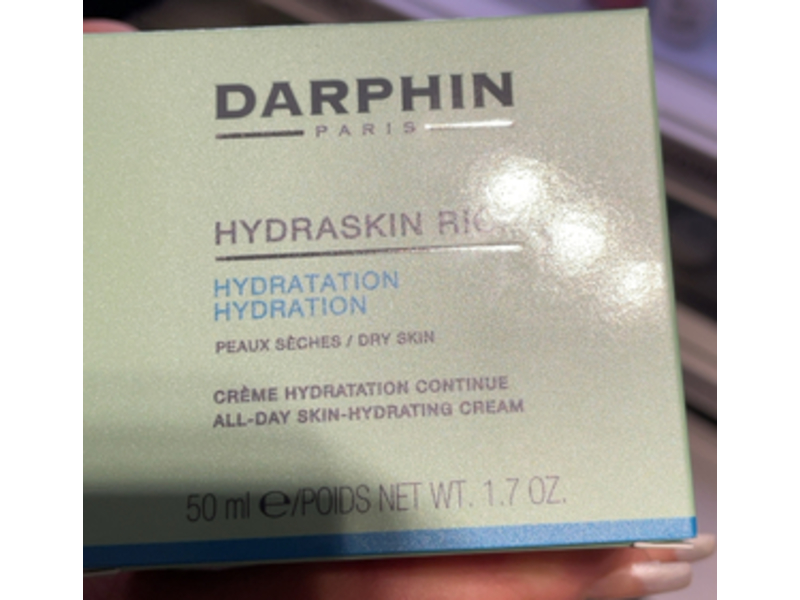 DARPHIN
PARIS
HYDRASKIN
HYDRATATION
HYDRATION
PEAUX SÈCHES / DRY SKIN
CRÈME HYDRATATION CONTINUE
ALL-DAY SKIN-HYDRATING CREAM
50 ml e/POIDS NET WT. 1.7 OZ.